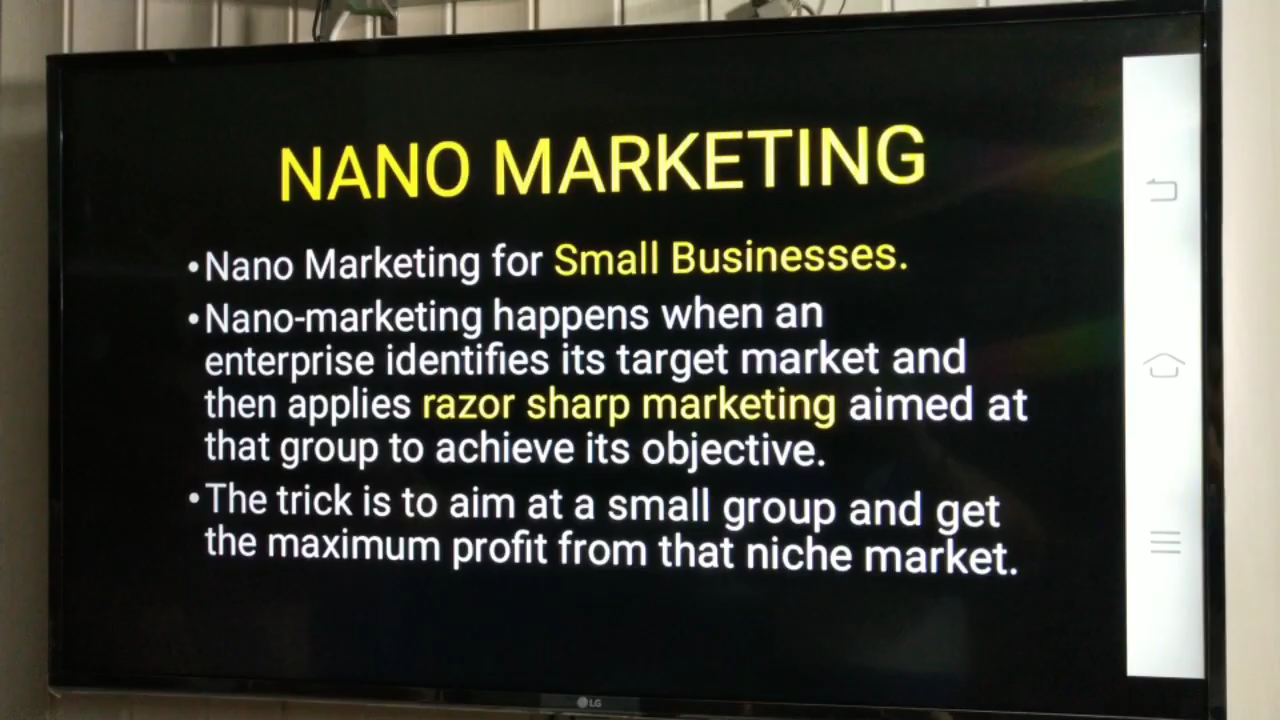 NANO MARKETING
•Nano Marketing for Small Businesses.
•Nano-marketing happens when an
enterprise identifies its target market and
then applies razor sharp marketing aimed at
that group to achieve its objective.
•The trick is to aim at a small group and get
the maximum profit from that niche market.
LG